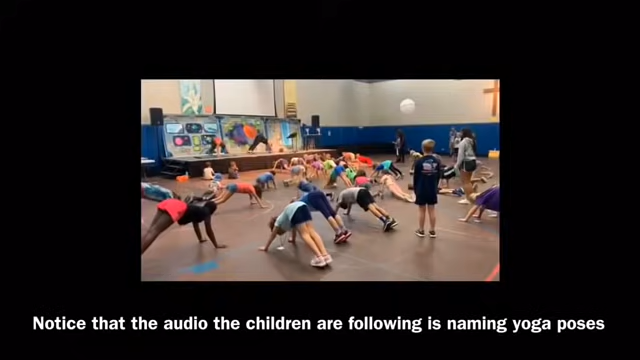 Notice that the audio the children are following is naming yoga poses